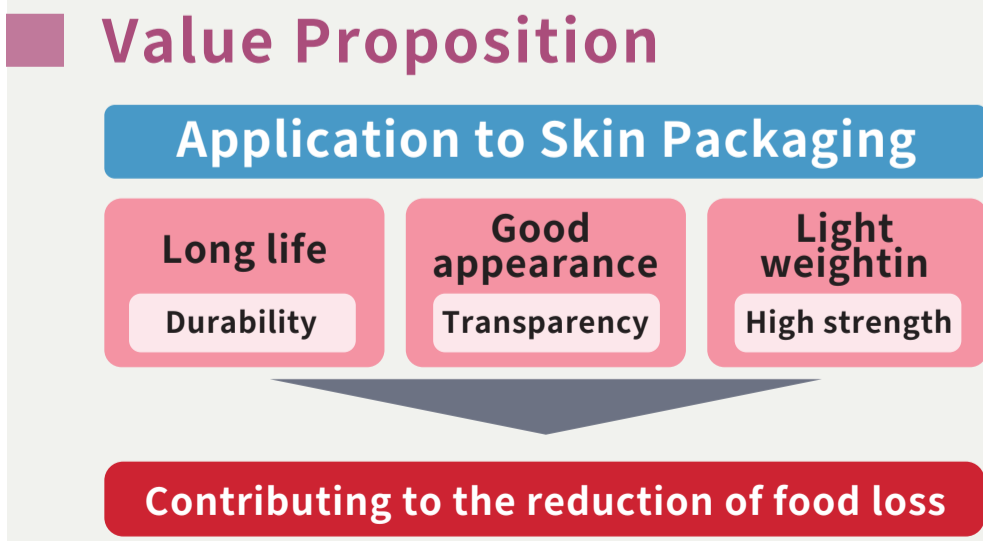 Value Proposition
Application to Skin Packaging
Long life
Durability
Good
appearance
Transparency
Light
weightin
High strength
Contributing to the reduction of food loss